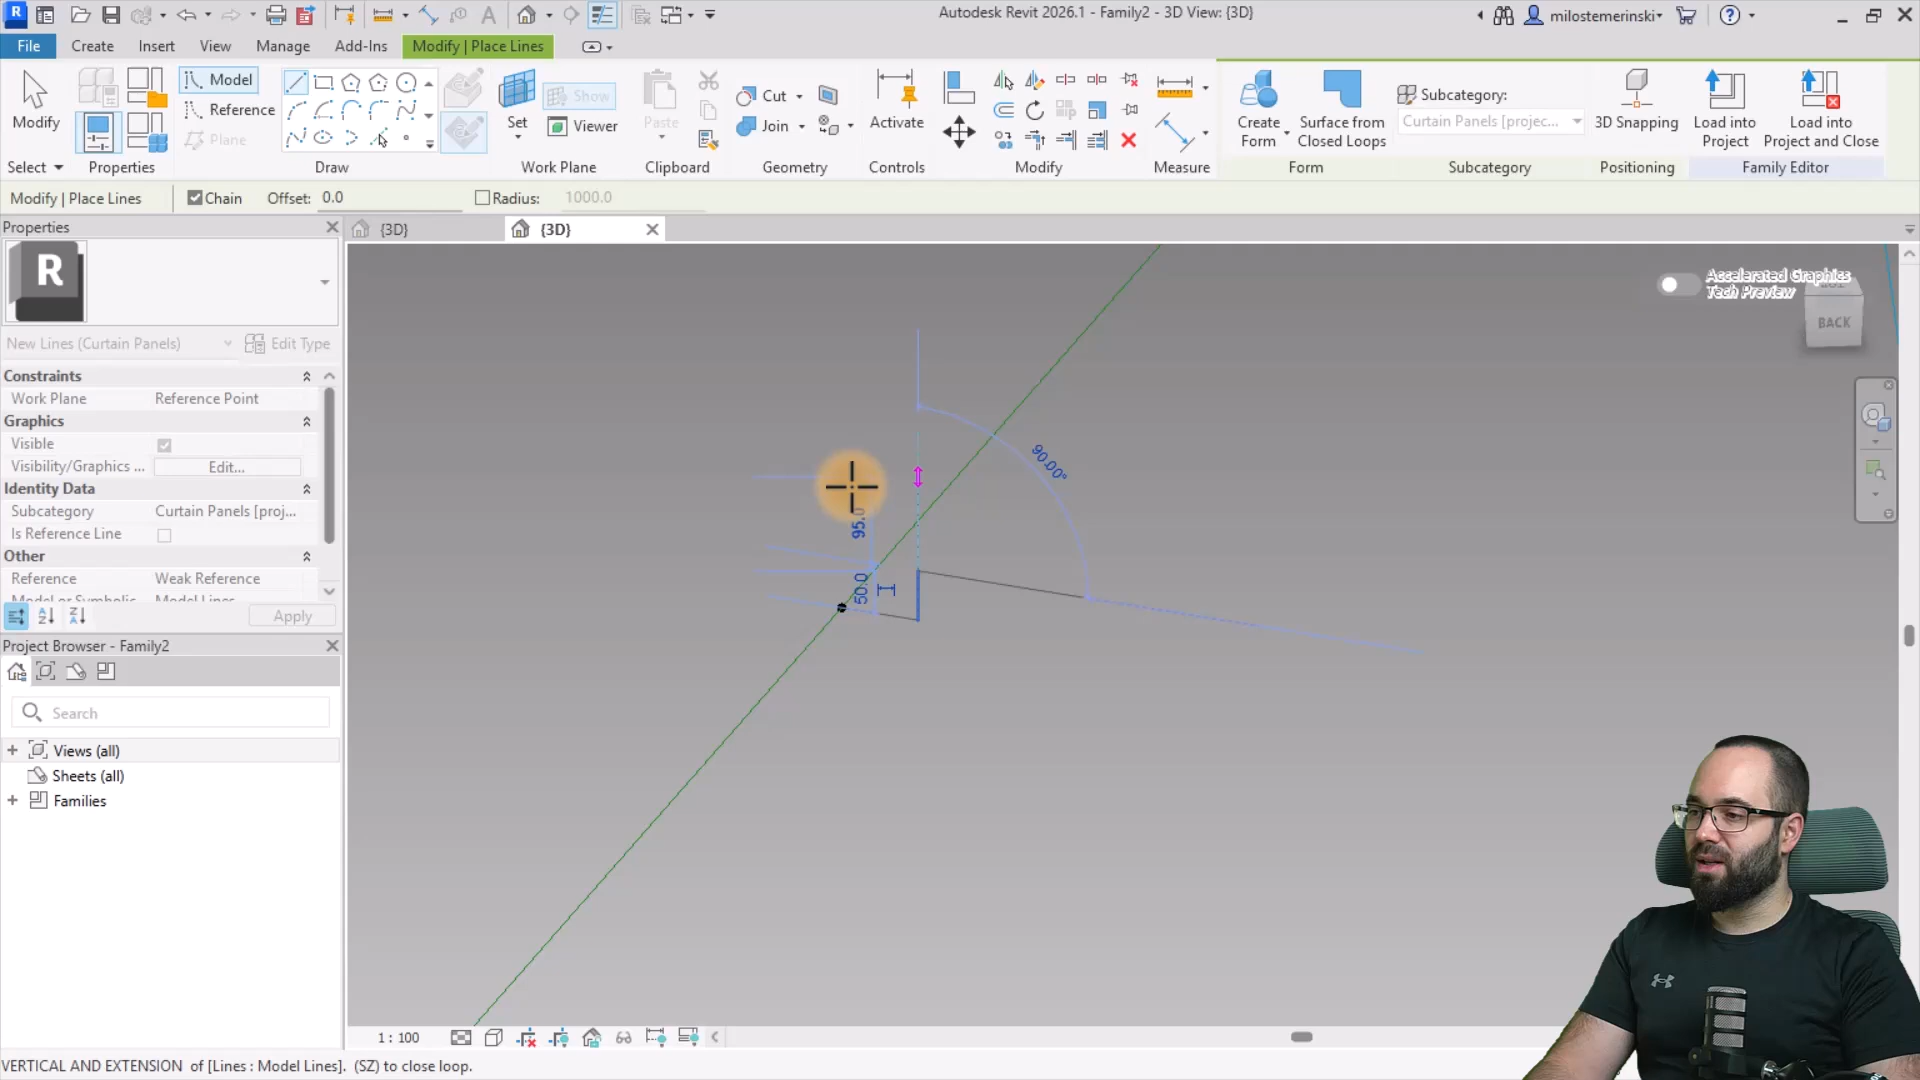 Autodesk Revit 2026.1 - Family2 - 3D View: {3D}
milostemerinski
File
Create
Insert
View
Manage
Add-Ins
Modify | Place Lines
Modify
Model
Reference
Plane
Set
Show
Viewer
Paste
Cut
Join
Activate
Create Form
Surface from Closed Loops
Subcategory:
Curtain Panels [projec...
3D Snapping
Load into Project
Load into Project and Close
Select
Properties
Draw
Work Plane
Clipboard
Geometry
Controls
Modify
Measure
Form
Subcategory
Positioning
Family Editor
Modify | Place Lines
Chain
Offset: 0.0
Radius: 1000.0
Properties
{3D}
{3D}
R
New Lines (Curtain Panels)
Edit Type
Constraints
Work Plane Reference Point
Graphics
Visible
Visibility/Graphics ... Edit...
Identity Data
Subcategory Curtain Panels [proj...
Is Reference Line
Other
Reference Weak Reference
Model or Symbolic Model Lines
Apply
Project Browser - Family2
Search
Views (all)
Sheets (all)
Families
Accelerated Graphics
Tech Preview
BACK
90.00°
95.0
50.0
1 : 100
VERTICAL AND EXTENSION of [Lines : Model Lines]. (SZ) to close loop.